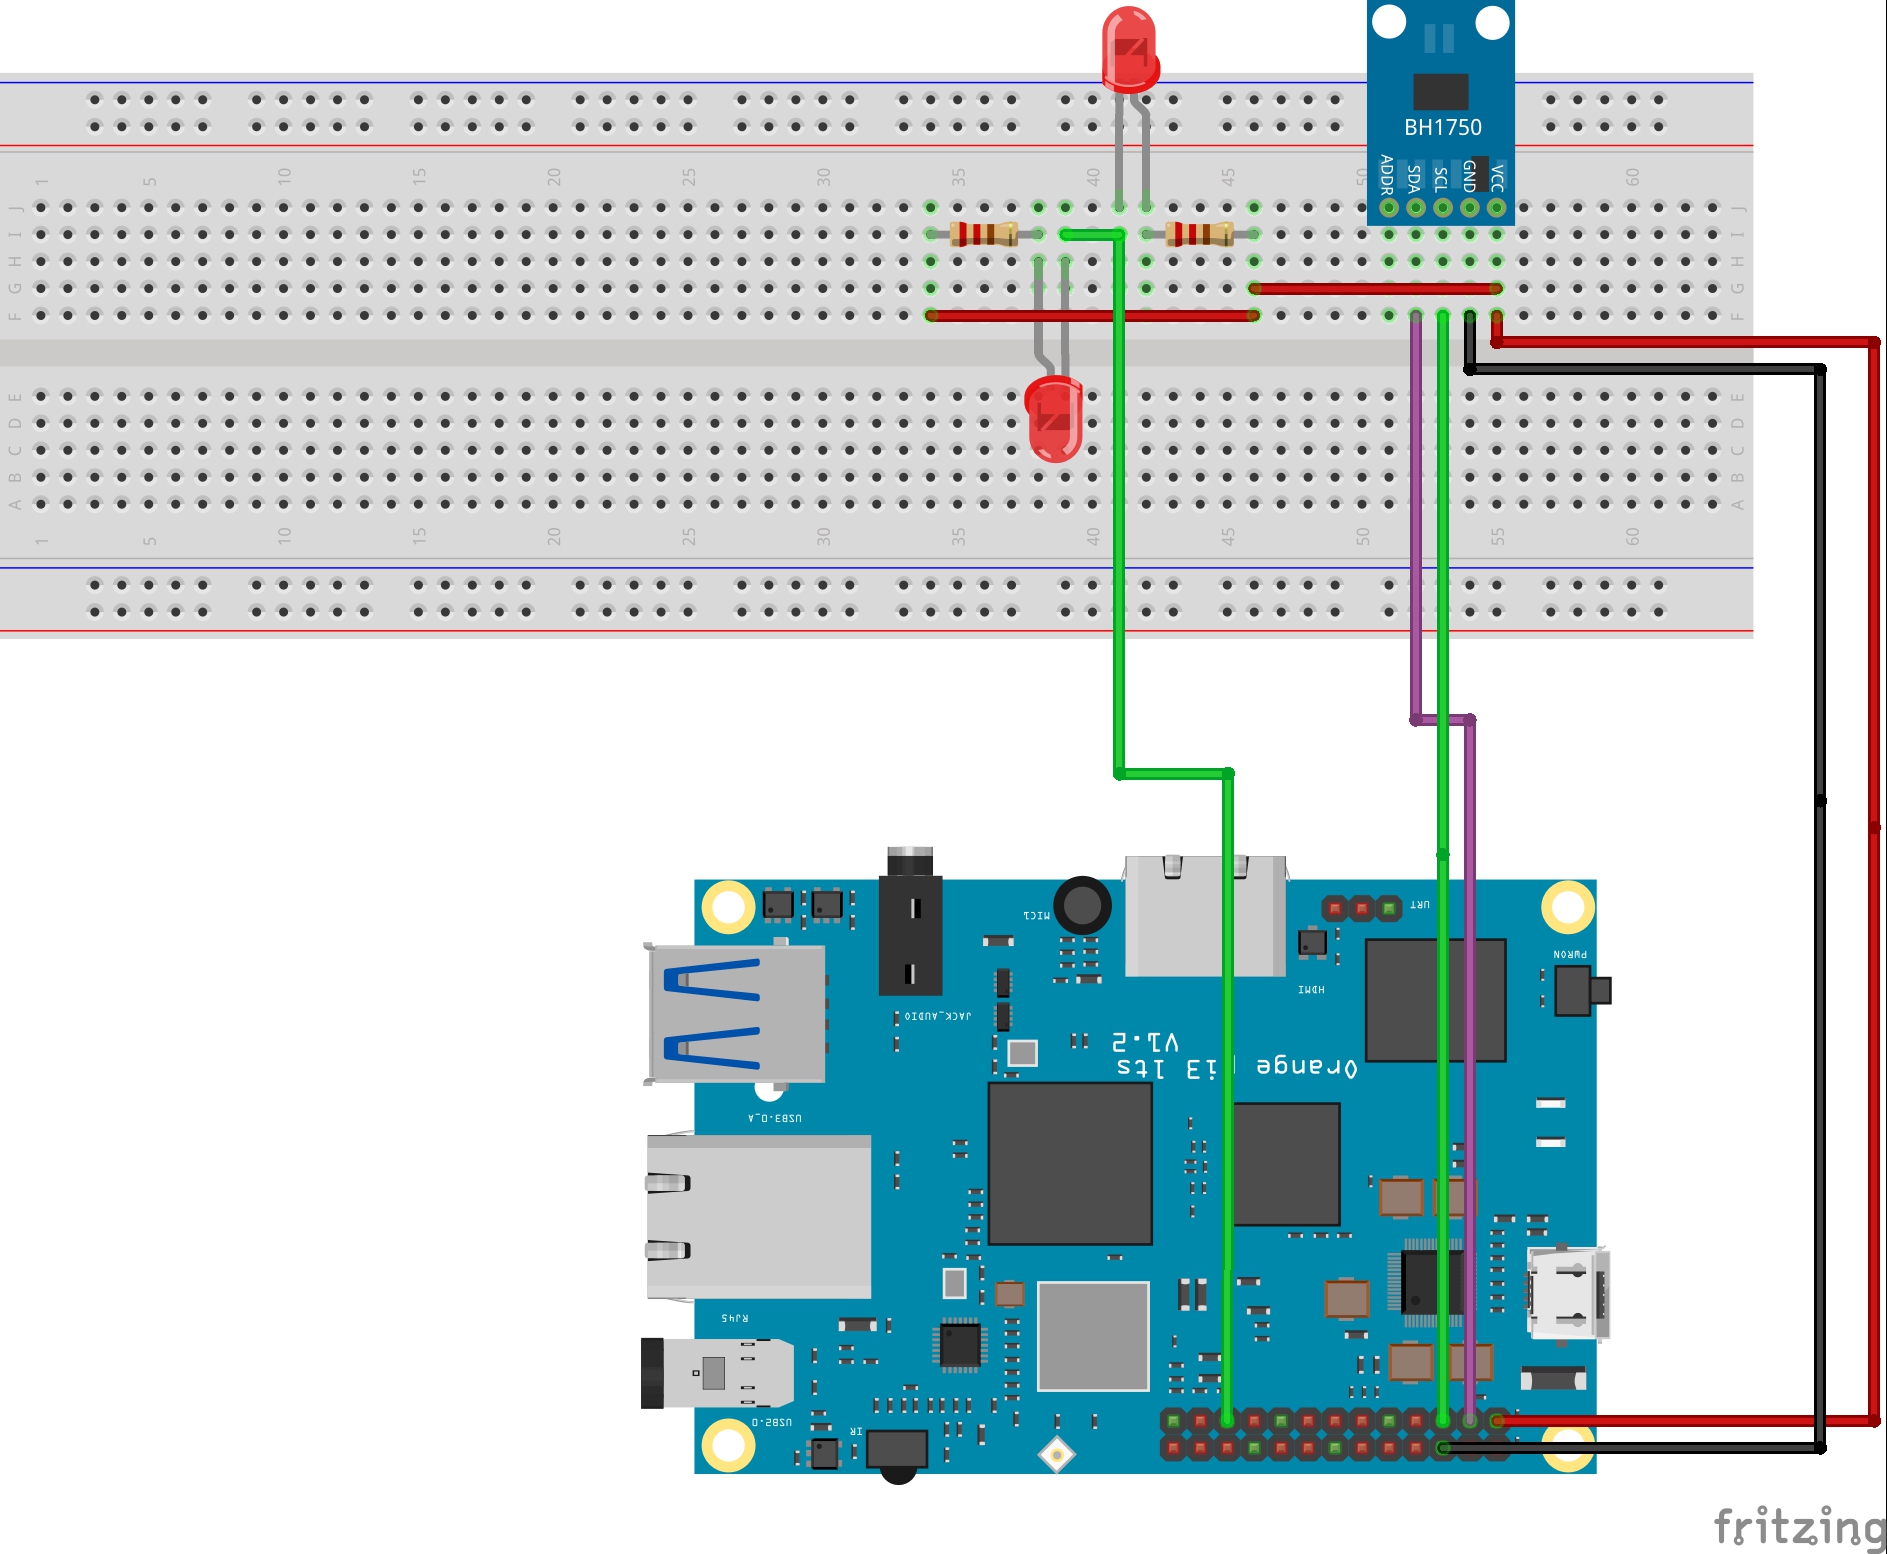 BH1750
ADDR SDA SCL GND VCC
1 5 10 15 20 25 30 35 40 45 50 60
J J
I I
H H
G G
F F
E E
D D
C C
B B
A A
1 5 10 15 20 25 30 35 40 45 50 55 60
MIC1
URT
PWRON
HDMI
JACK_AUDIO
Orange Pi3 lts
V1.2
USB3.0_A
RJ45
USB2.0
IR
fritzing